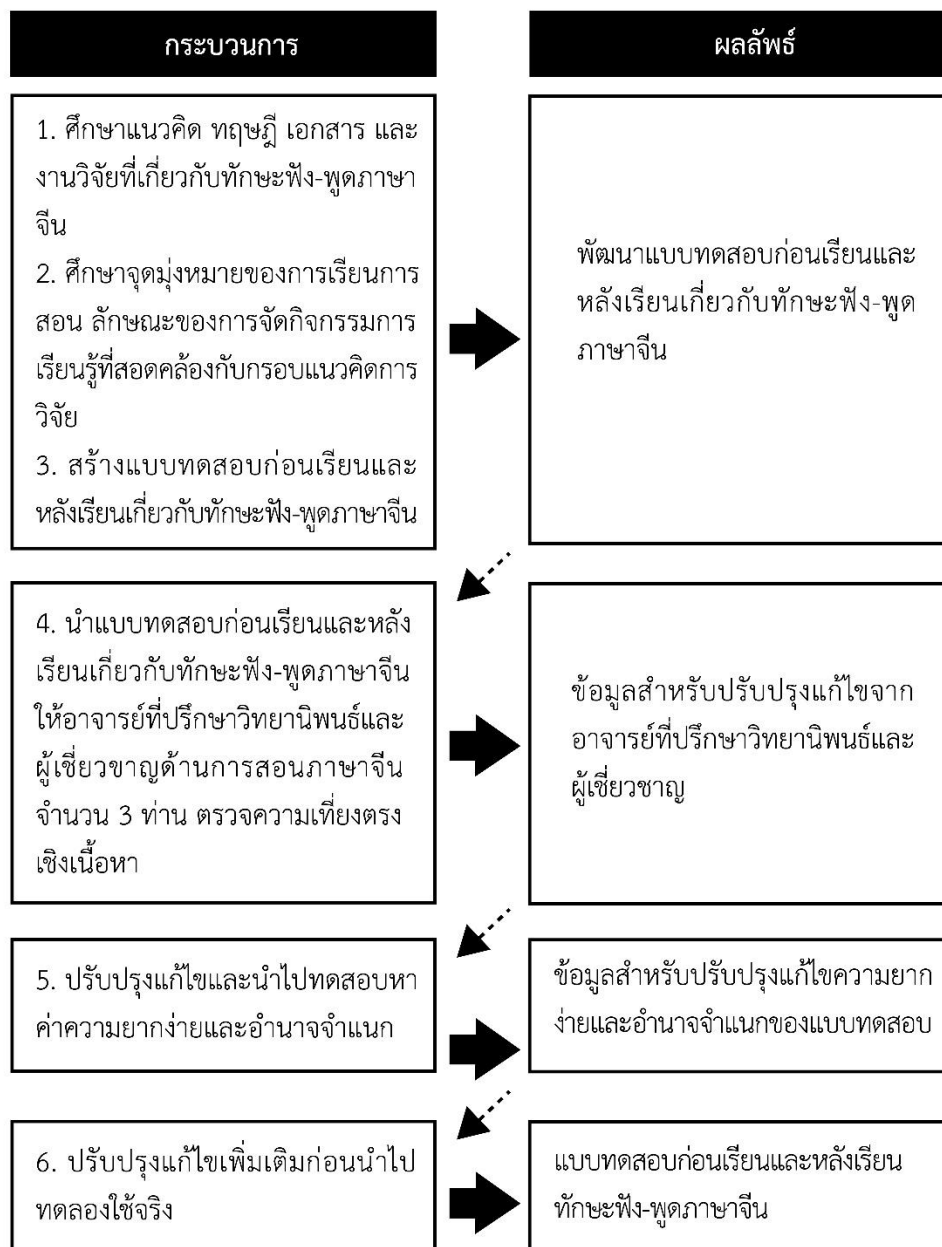 กระบวนการ
ผลลัพธ์
1. ศึกษาแนวคิด ทฤษฎี เอกสาร และ
งานวิจัยที่เกี่ยวกับทักษะฟัง-พูดภาษา
จีน
2. ศึกษาจุดมุ่งหมายของการเรียนการ
สอน ลักษณะของการจัดกิจกรรมการ
เรียนรู้ที่สอดคล้องกับกรอบแนวคิดการ
วิจัย
3. สร้างแบบทดสอบก่อนเรียนและ
หลังเรียนเกี่ยวกับทักษะฟัง-พูดภาษาจีน
พัฒนาแบบทดสอบก่อนเรียนและ
หลังเรียนเกี่ยวกับทักษะฟัง-พูด
ภาษาจีน
4. นำแบบทดสอบก่อนเรียนและหลัง
เรียนเกี่ยวกับทักษะฟัง-พูดภาษาจีน
ให้อาจารย์ที่ปรึกษาวิทยานิพนธ์และ
ผู้เชี่ยวขาญด้านการสอนภาษาจีน
จำนวน 3 ท่าน ตรวจความเที่ยงตรง
เชิงเนื้อหา
ข้อมูลสำหรับปรับปรุงแก้ไขจาก
อาจารย์ที่ปรึกษาวิทยานิพนธ์และ
ผู้เชี่ยวชาญ
5. ปรับปรุงแก้ไขและนำไปทดสอบหา
ค่าความยากง่ายและอำนาจจำแนก
ข้อมูลสำหรับปรับปรุงแก้ไขความยาก
ง่ายและอำนาจจำแนกของแบบทดสอบ
6. ปรับปรุงแก้ไขเพิ่มเติมก่อนนำไป
ทดลองใช้จริง
แบบทดสอบก่อนเรียนและหลังเรียน
ทักษะฟัง-พูดภาษาจีน